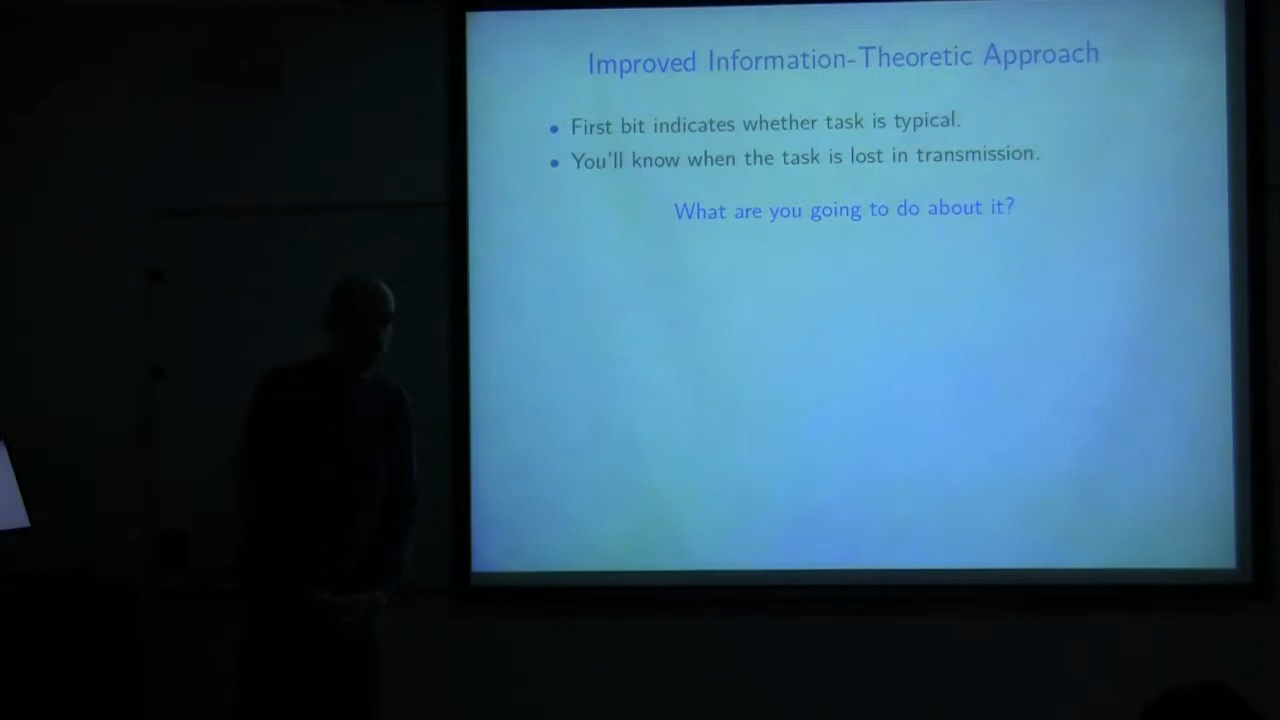 Improved Information-Theoretic Approach
• First bit indicates whether task is typical.
• You'll know when the task is lost in transmission.
What are you going to do about it?